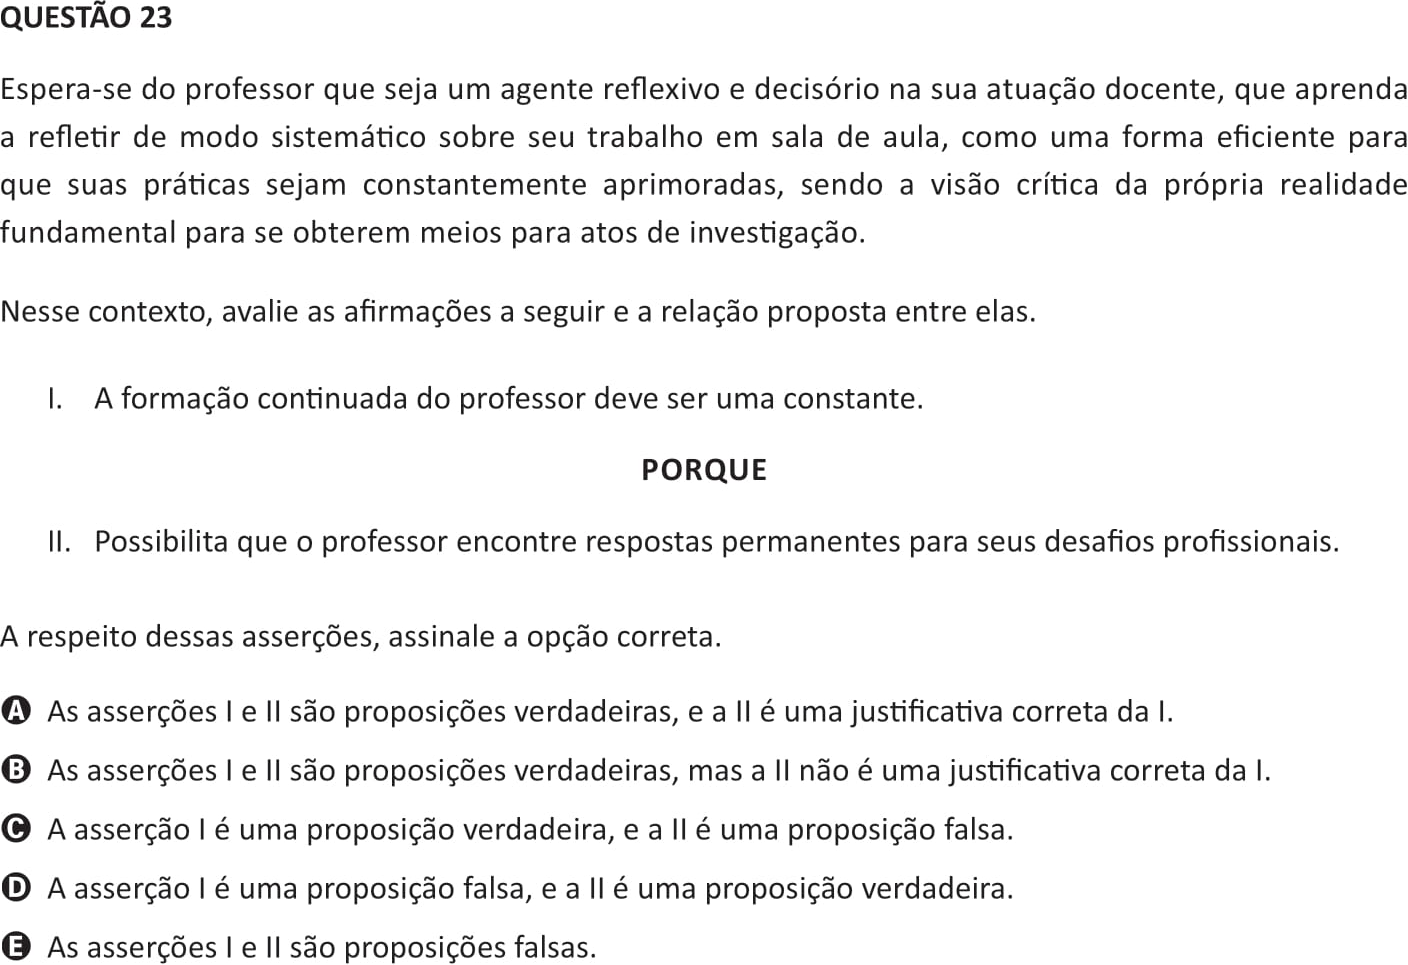 QUESTÃO 23
Espera-se do professor que seja um agente reflexivo e decisório na sua atuação docente, que aprenda
a refletir de modo sistemático sobre seu trabalho em sala de aula, como uma forma eficiente para
que suas práticas sejam constantemente aprimoradas, sendo a visão crítica da própria realidade
fundamental para se obterem meios para atos de investigação.
Nesse contexto, avalie as afirmações a seguir e a relação proposta entre elas.
I. A formação continuada do professor deve ser uma constante.
PORQUE
II. Possibilita que o professor encontre respostas permanentes para seus desafios profissionais.
A respeito dessas asserções, assinale a opção correta.
A As asserções I e II são proposições verdadeiras, e a II é uma justificativa correta da I.
B As asserções I e II são proposições verdadeiras, mas a II não é uma justificativa correta da I.
C A asserção I é uma proposição verdadeira, e a II é uma proposição falsa.
D A asserção I é uma proposição falsa, e a II é uma proposição verdadeira.
E As asserções I e II são proposições falsas.